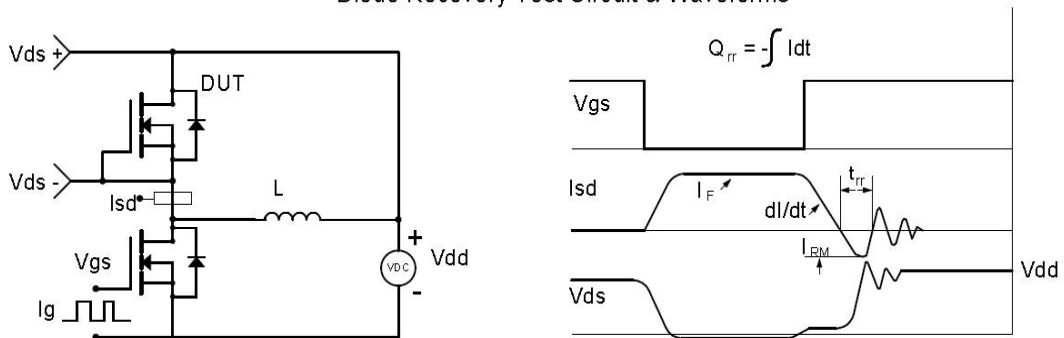 Diode Recovery Test Circuit & Waveforms
Vds +
DUT
Vds -
Isd
L
Vgs
Ig
VDC
+
-
Vdd
Q rr = -∫ Idt
Vgs
Isd
I F
dI/dt
t rr
I RM
Vds
Vdd